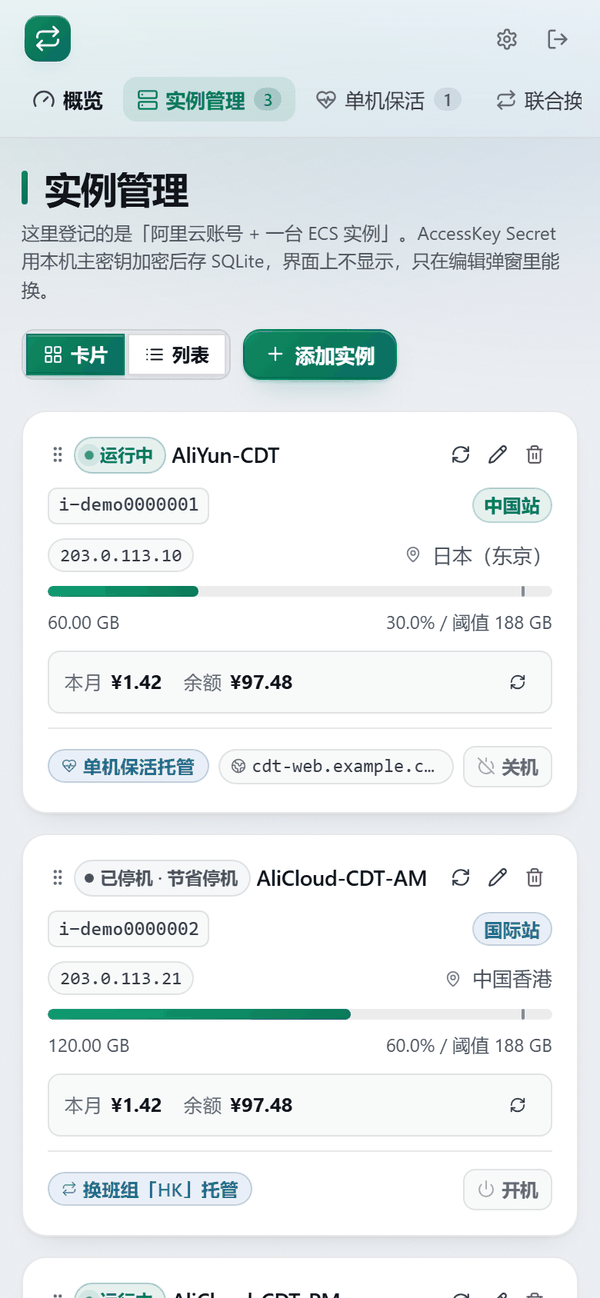 概览
实例管理 3
单机保活 1
联合换
实例管理
这里登记的是「阿里云账号 + 一台 ECS 实例」。AccessKey Secret
用本机主密钥加密后存 SQLite，界面上不显示，只在编辑弹窗里能
换。
卡片
列表
+ 添加实例
运行中 AliYun-CDT
i-demo0000001
中国站
203.0.113.10
日本（东京）
60.00 GB
30.0% / 阈值 188 GB
本月 ¥1.42 余额 ¥97.48
单机保活托管
cdt-web.example.c…
关机
已停机 · 节省停机 AliCloud-CDT-AM
i-demo0000002
国际站
203.0.113.21
中国香港
120.00 GB
60.0% / 阈值 188 GB
本月 ¥1.42 余额 ¥97.48
换班组「HK」托管
开机
运行中 AliCloud-CDT-PM